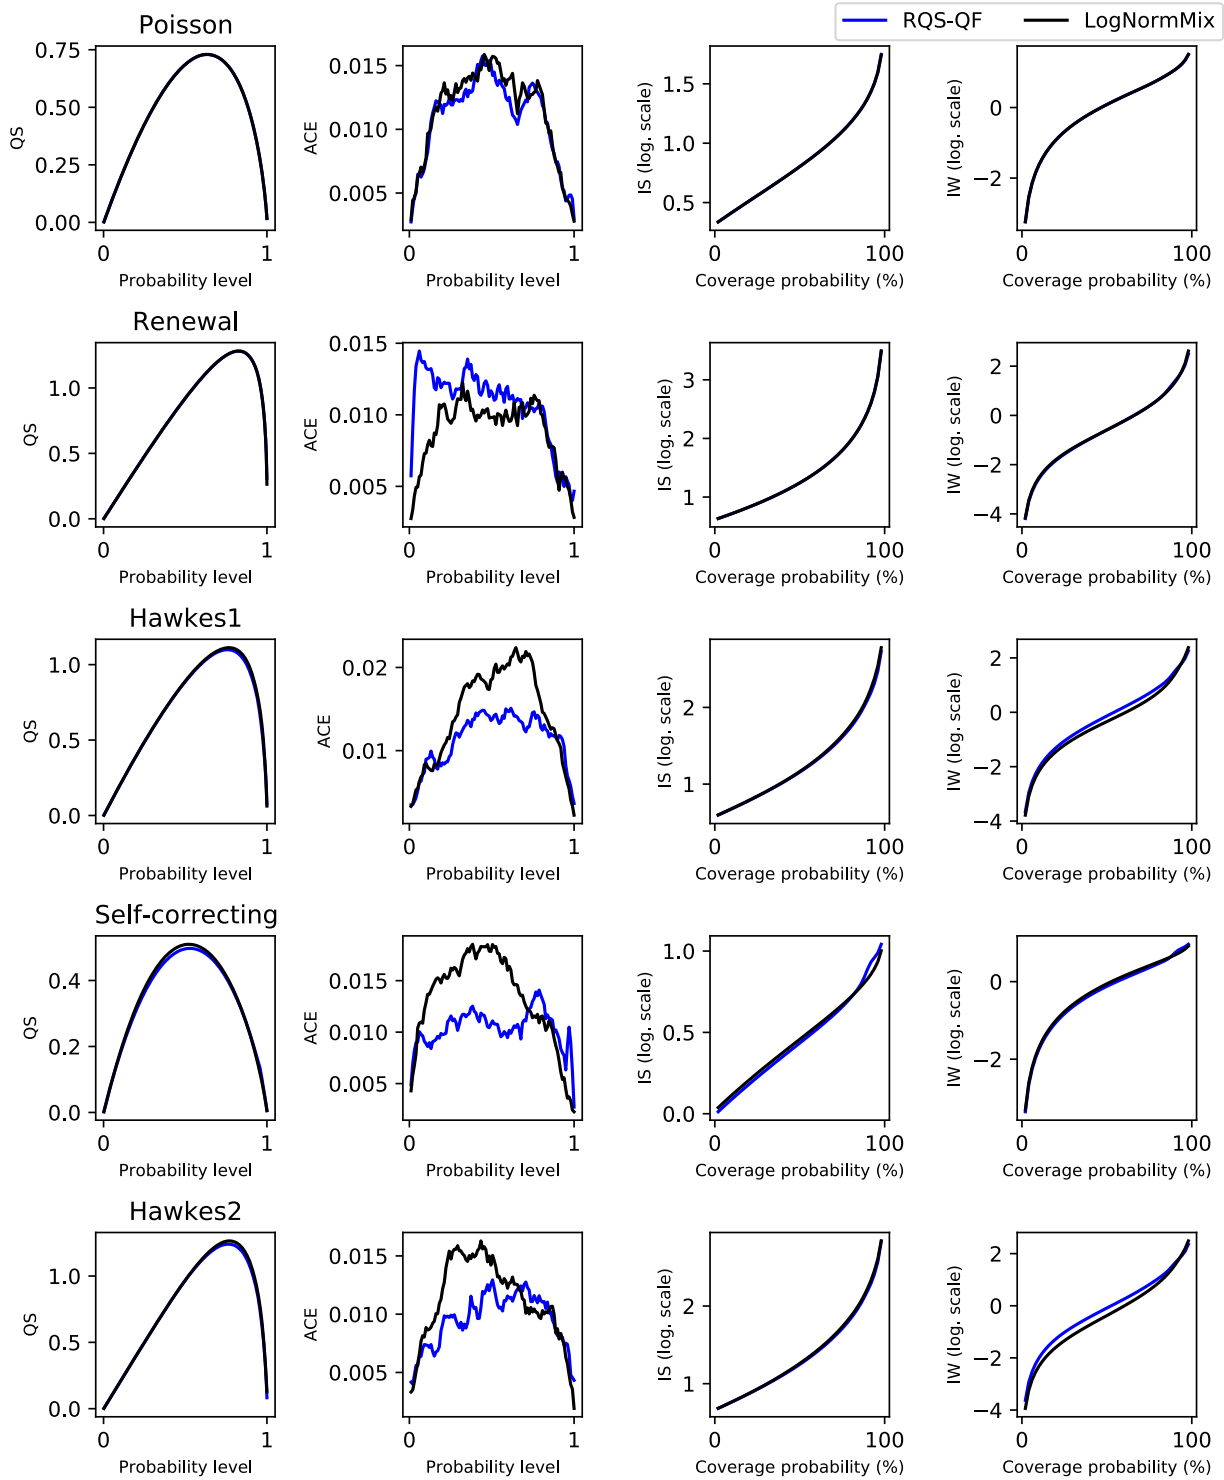 RQS-QF LogNormMix
Poisson
QS
0.75
0.50
0.25
0.00
0 1
Probability level
ACE
0.015
0.010
0.005
0 1
Probability level
IS (log. scale)
1.5
1.0
0.5
0 100
Coverage probability (%)
IW (log. scale)
0
−2
0 100
Coverage probability (%)
Renewal
QS
1.0
0.5
0.0
0 1
Probability level
ACE
0.015
0.010
0.005
0 1
Probability level
IS (log. scale)
3
2
1
0 100
Coverage probability (%)
IW (log. scale)
2
0
−2
−4
0 100
Coverage probability (%)
Hawkes1
QS
1.0
0.5
0.0
0 1
Probability level
ACE
0.02
0.01
0 1
Probability level
IS (log. scale)
2
1
0 100
Coverage probability (%)
IW (log. scale)
2
0
−2
−4
0 100
Coverage probability (%)
Self-correcting
QS
0.4
0.2
0.0
0 1
Probability level
ACE
0.015
0.010
0.005
0 1
Probability level
IS (log. scale)
1.0
0.5
0.0
0 100
Coverage probability (%)
IW (log. scale)
0
−2
0 100
Coverage probability (%)
Hawkes2
QS
1.0
0.5
0.0
0 1
Probability level
ACE
0.015
0.010
0.005
0 1
Probability level
IS (log. scale)
2
1
0 100
Coverage probability (%)
IW (log. scale)
2
0
−2
−4
0 100
Coverage probability (%)